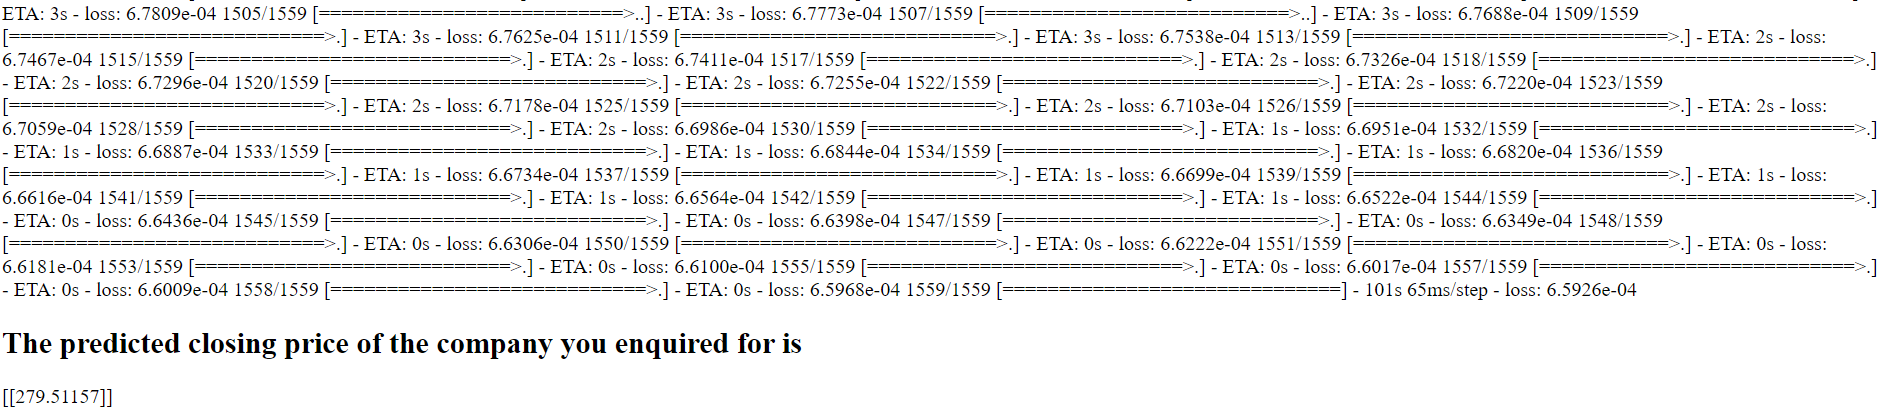 ETA: 3s - loss: 6.7809e-04 1505/1559 [===========================>..] - ETA: 3s - loss: 6.7773e-04 1507/1559 [===========================>..] - ETA: 3s - loss: 6.7688e-04 1509/1559
[============================>.] - ETA: 3s - loss: 6.7625e-04 1511/1559 [============================>.] - ETA: 3s - loss: 6.7538e-04 1513/1559 [============================>.] - ETA: 2s - loss:
6.7467e-04 1515/1559 [============================>.] - ETA: 2s - loss: 6.7411e-04 1517/1559 [============================>.] - ETA: 2s - loss: 6.7326e-04 1518/1559 [============================>.]
- ETA: 2s - loss: 6.7296e-04 1520/1559 [============================>.] - ETA: 2s - loss: 6.7255e-04 1522/1559 [============================>.] - ETA: 2s - loss: 6.7220e-04 1523/1559
[============================>.] - ETA: 2s - loss: 6.7178e-04 1525/1559 [============================>.] - ETA: 2s - loss: 6.7103e-04 1526/1559 [============================>.] - ETA: 2s - loss:
6.7059e-04 1528/1559 [============================>.] - ETA: 2s - loss: 6.6986e-04 1530/1559 [============================>.] - ETA: 1s - loss: 6.6951e-04 1532/1559 [============================>.]
- ETA: 1s - loss: 6.6887e-04 1533/1559 [============================>.] - ETA: 1s - loss: 6.6844e-04 1534/1559 [============================>.] - ETA: 1s - loss: 6.6820e-04 1536/1559
[============================>.] - ETA: 1s - loss: 6.6734e-04 1537/1559 [============================>.] - ETA: 1s - loss: 6.6699e-04 1539/1559 [============================>.] - ETA: 1s - loss:
6.6616e-04 1541/1559 [============================>.] - ETA: 1s - loss: 6.6564e-04 1542/1559 [============================>.] - ETA: 1s - loss: 6.6522e-04 1544/1559 [============================>.]
- ETA: 0s - loss: 6.6436e-04 1545/1559 [============================>.] - ETA: 0s - loss: 6.6398e-04 1547/1559 [============================>.] - ETA: 0s - loss: 6.6349e-04 1548/1559
[============================>.] - ETA: 0s - loss: 6.6306e-04 1550/1559 [============================>.] - ETA: 0s - loss: 6.6222e-04 1551/1559 [============================>.] - ETA: 0s - loss:
6.6181e-04 1553/1559 [============================>.] - ETA: 0s - loss: 6.6100e-04 1555/1559 [============================>.] - ETA: 0s - loss: 6.6017e-04 1557/1559 [============================>.]
- ETA: 0s - loss: 6.6009e-04 1558/1559 [============================>.] - ETA: 0s - loss: 6.5968e-04 1559/1559 [==============================] - 101s 65ms/step - loss: 6.5926e-04
The predicted closing price of the company you enquired for is
[[279.51157]]